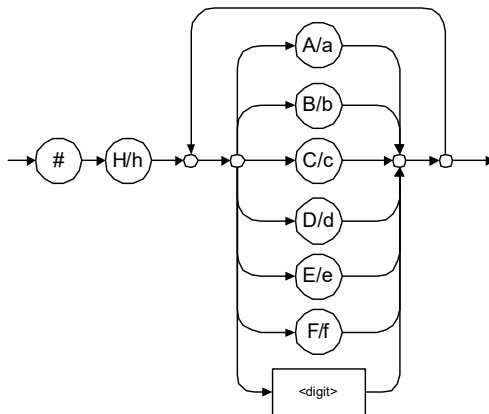 A/a
B/b
# H/h C/c
D/d
E/e
F/f
<digit>